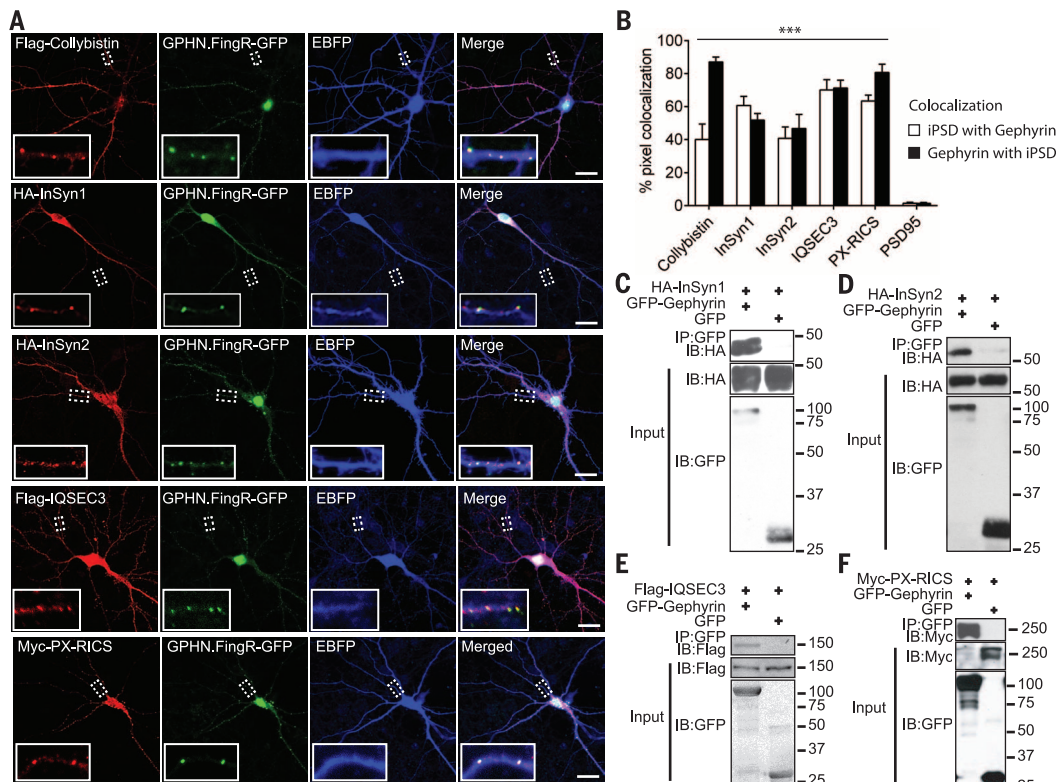 A
Flag-Collybistin GPHN.FingR-GFP EBFP Merge
HA-InSyn1 GPHN.FingR-GFP EBFP Merge
HA-InSyn2 GPHN.FingR-GFP EBFP Merge
Flag-IQSEC3 GPHN.FingR-GFP EBFP Merge
Myc-PX-RICS GPHN.FingR-GFP EBFP Merged
B
***
% pixel colocalization
100
80
60
40
20
0
Collybistin InSyn1 InSyn2 IQSEC3 PX-RICS PSD95
Colocalization
iPSD with Gephyrin
Gephyrin with iPSD
C
HA-InSyn1 + +
GFP-Gephyrin +
GFP +
IP:GFP
IB:HA
50
50
IB:HA
Input
IB:GFP
100
75
50
37
25
D
HA-InSyn2 + +
GFP-Gephyrin +
GFP +
IP:GFP
IB:HA
50
IB:HA
50
Input
IB:GFP
100
75
50
37
25
E
Flag-IQSEC3 + +
GFP-Gephyrin +
GFP +
IP:GFP
IB:Flag
150
IB:Flag
150
Input
IB:GFP
100
75
50
37
25
F
Myc-PX-RICS + +
GFP-Gephyrin +
GFP +
IP:GFP
IB:Myc
250
IB:Myc
250
Input
IB:GFP
100
75
50
37
25